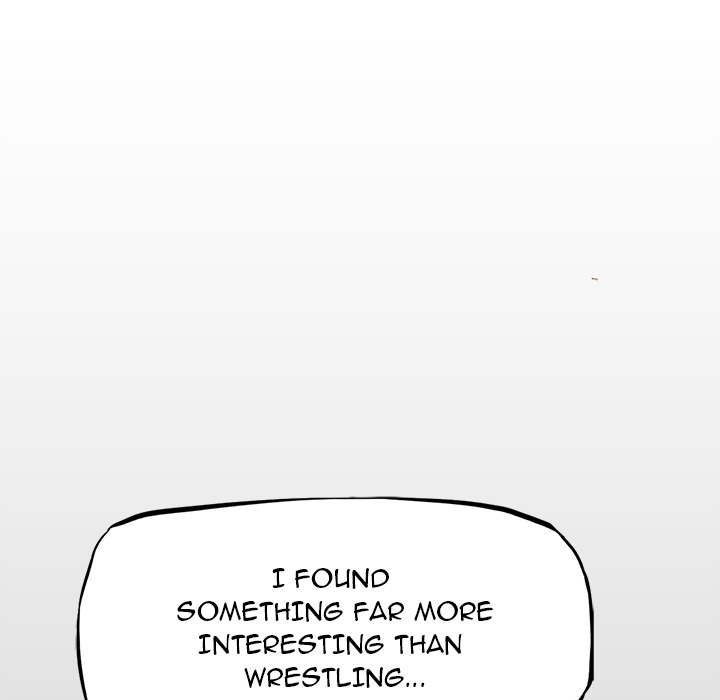 I FOUND
SOMETHING FAR MORE
INTERESTING THAN
WRESTLING...